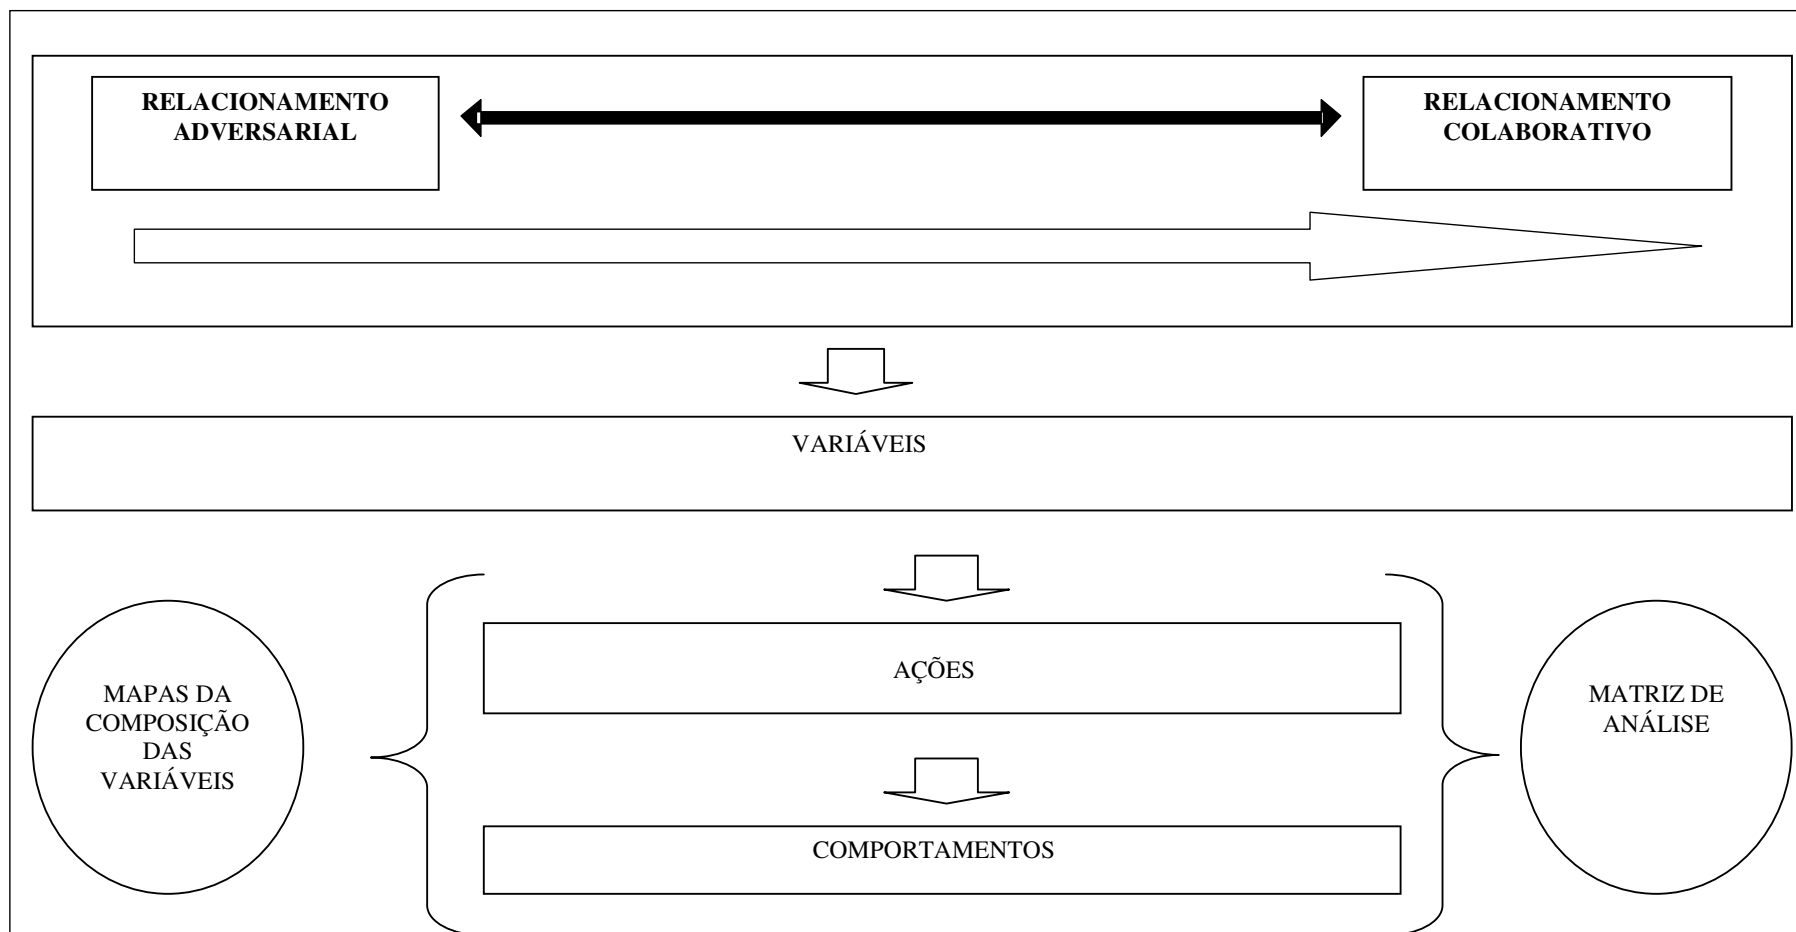 RELACIONAMENTO
ADVERSARIAL
RELACIONAMENTO
COLABORATIVO
VARIÁVEIS
MAPAS DA
COMPOSIÇÃO
DAS
VARIÁVEIS
AÇÕES
COMPORTAMENTOS
MATRIZ DE
ANÁLISE